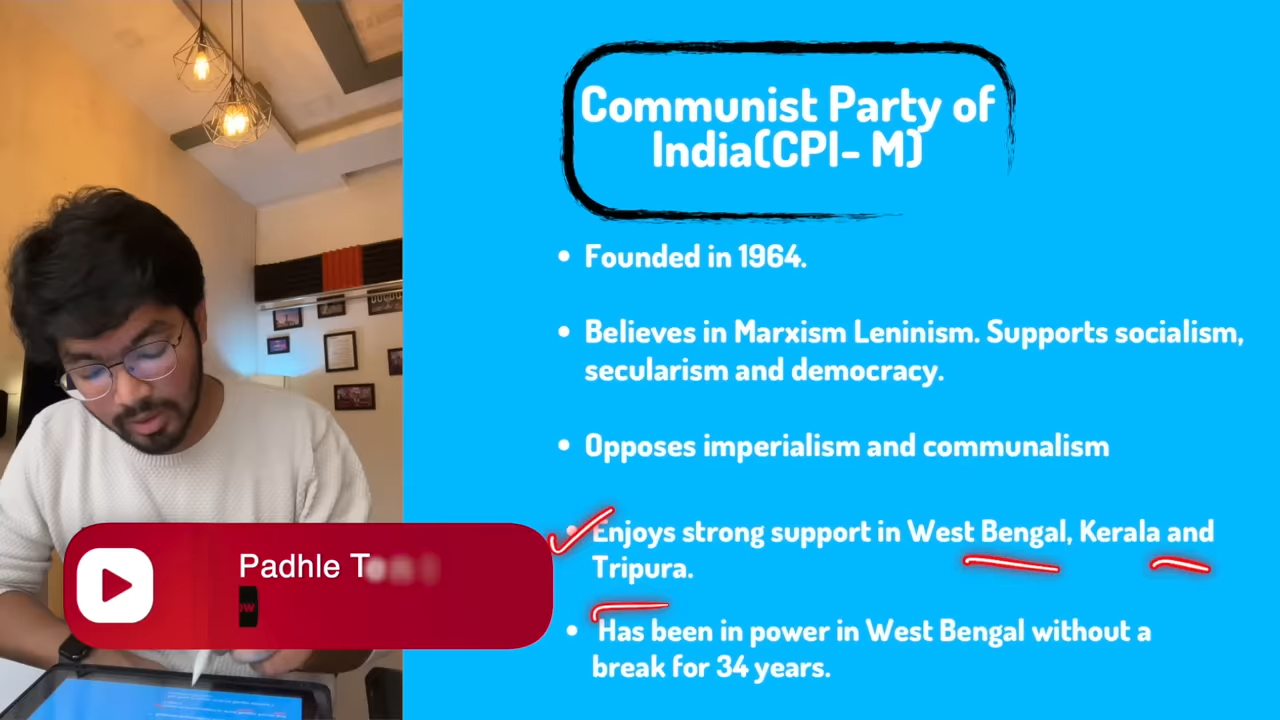 Communist Party of
India(CPI- M)
• Founded in 1964.
• Believes in Marxism Leninism. Supports socialism,
secularism and democracy.
• Opposes imperialism and communalism
• Enjoys strong support in West Bengal, Kerala and
Tripura.
• Has been in power in West Bengal without a
break for 34 years.
Padhle